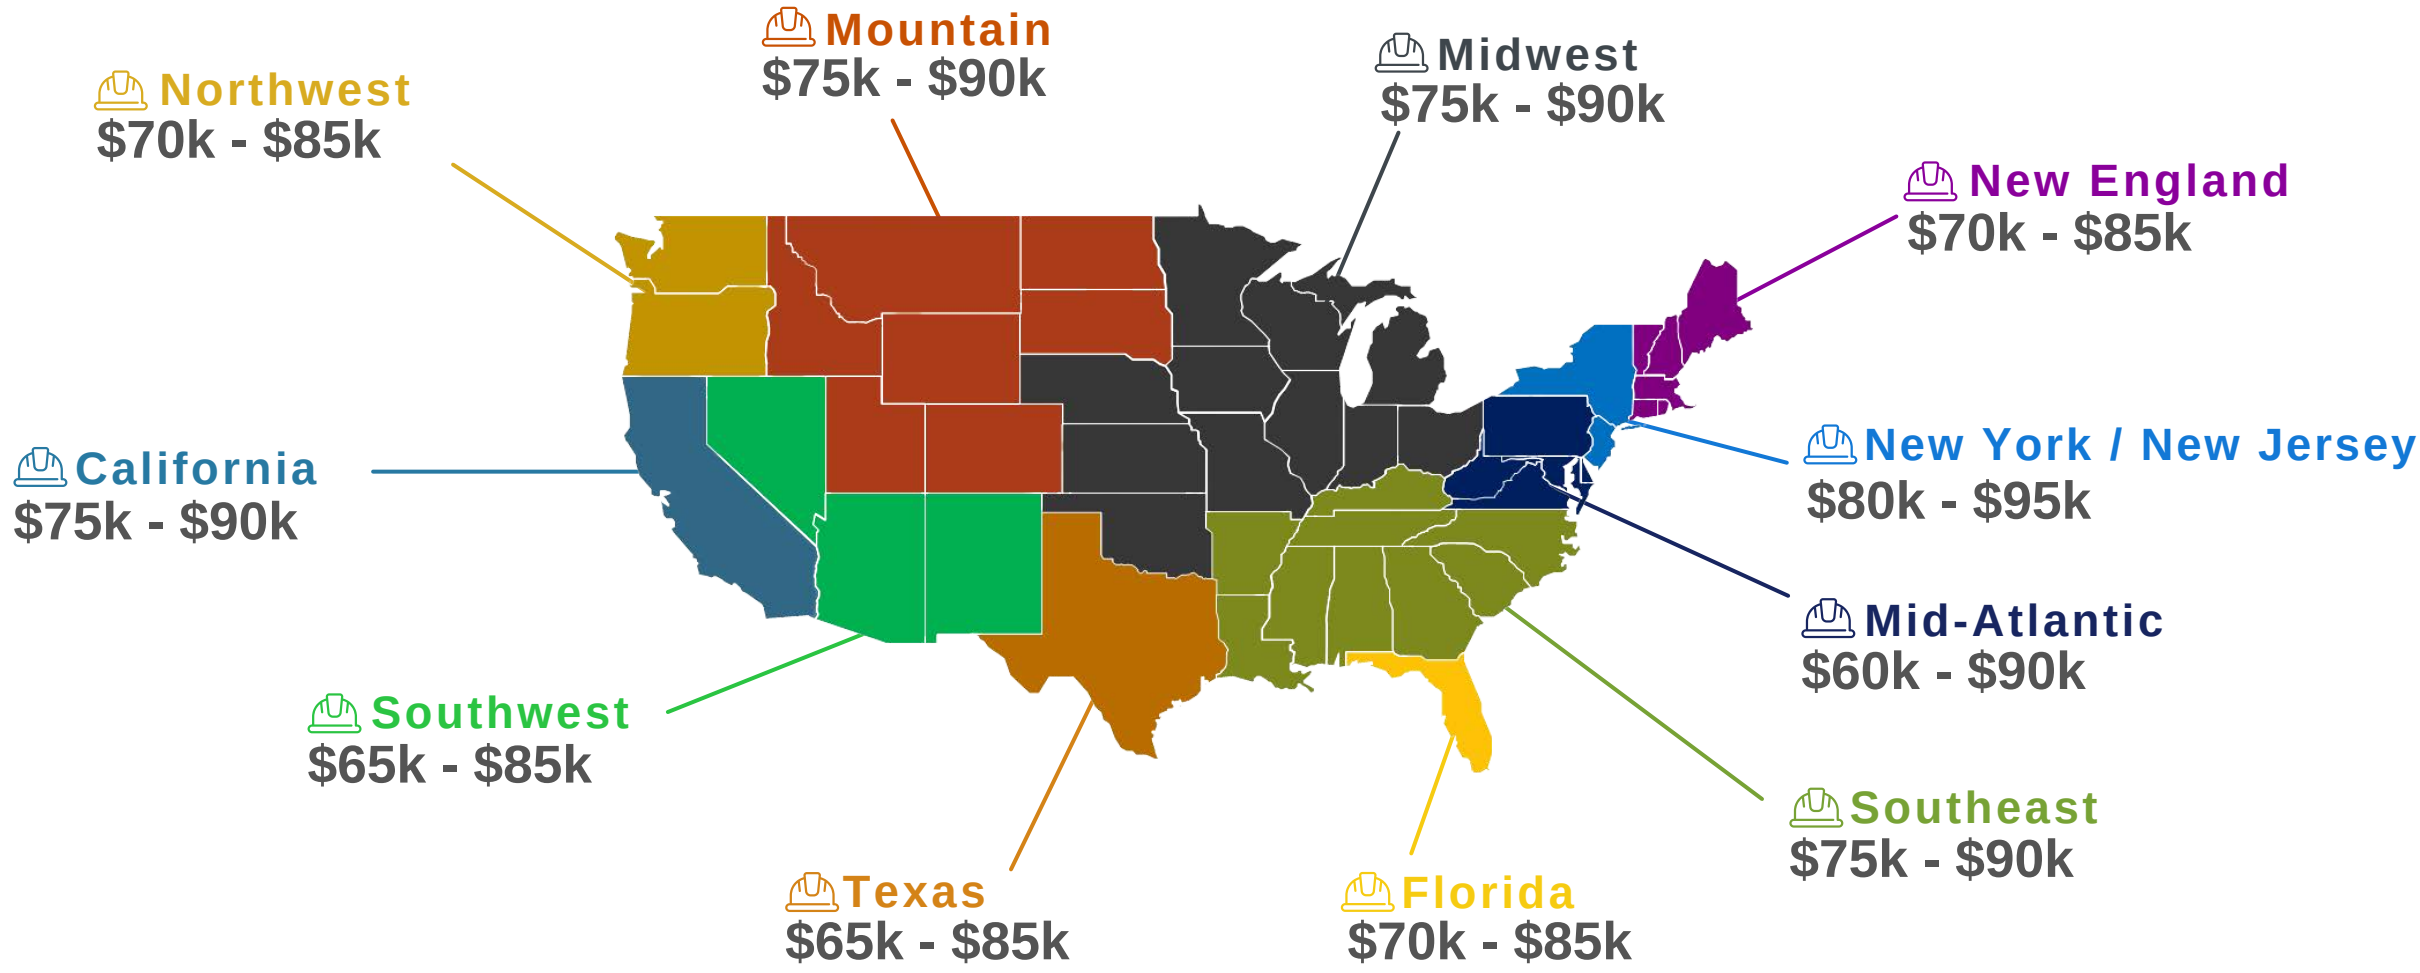 Mountain
$75k - $90k
Midwest
$75k - $90k
Northwest
$70k - $85k
New England
$70k - $85k
California
$75k - $90k
New York / New Jersey
$80k - $95k
Mid-Atlantic
$60k - $90k
Southwest
$65k - $85k
Southeast
$75k - $90k
Texas
$65k - $85k
Florida
$70k - $85k